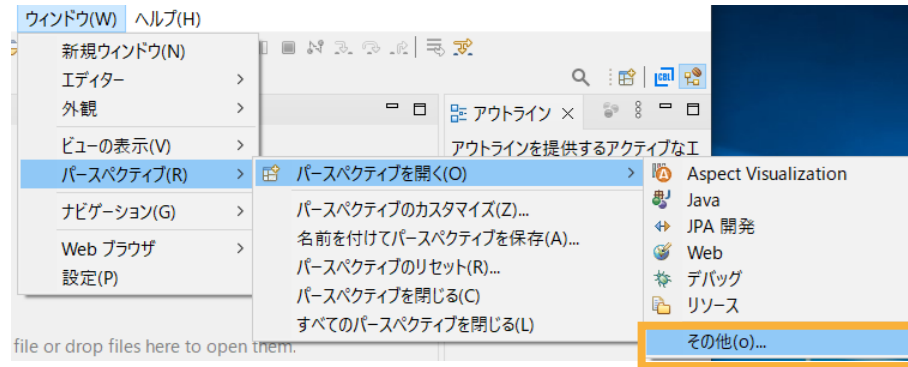 ウィンドウ(W) ヘルプ(H)
新規ウィンドウ(N)
エディター
外観
ビューの表示(V)
パースペクティブ(R)
ナビゲーション(G)
Web ブラウザ
設定(P)
CBL
アウトライン
アウトラインを提供するアクティブなエ
パースペクティブを開く(O)
パースペクティブのカスタマイズ(Z)...
名前を付けてパースペクティブを保存(A)...
パースペクティブのリセット(R)...
パースペクティブを閉じる(C)
すべてのパースペクティブを閉じる(L)
Aspect Visualization
Java
JPA 開発
Web
デバッグ
リソース
その他(o)...
file or drop files here to open them.